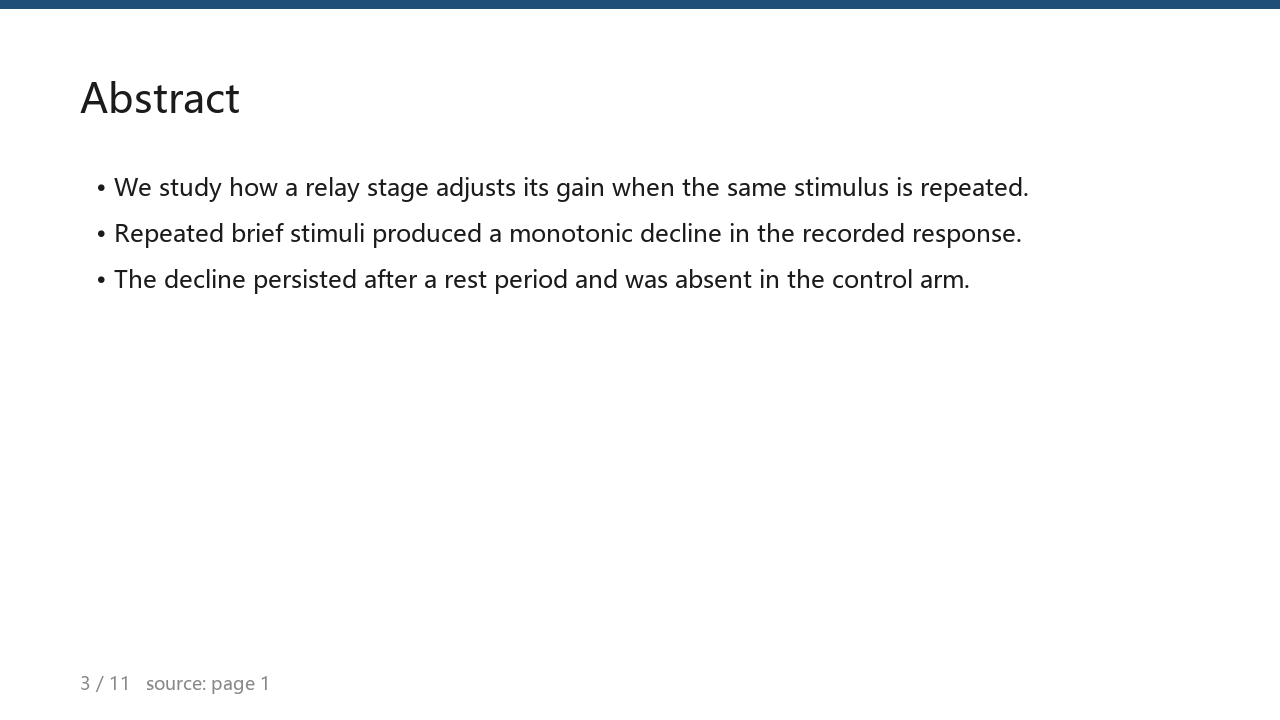 Abstract
• We study how a relay stage adjusts its gain when the same stimulus is repeated.
• Repeated brief stimuli produced a monotonic decline in the recorded response.
• The decline persisted after a rest period and was absent in the control arm.
3 / 11 source: page 1